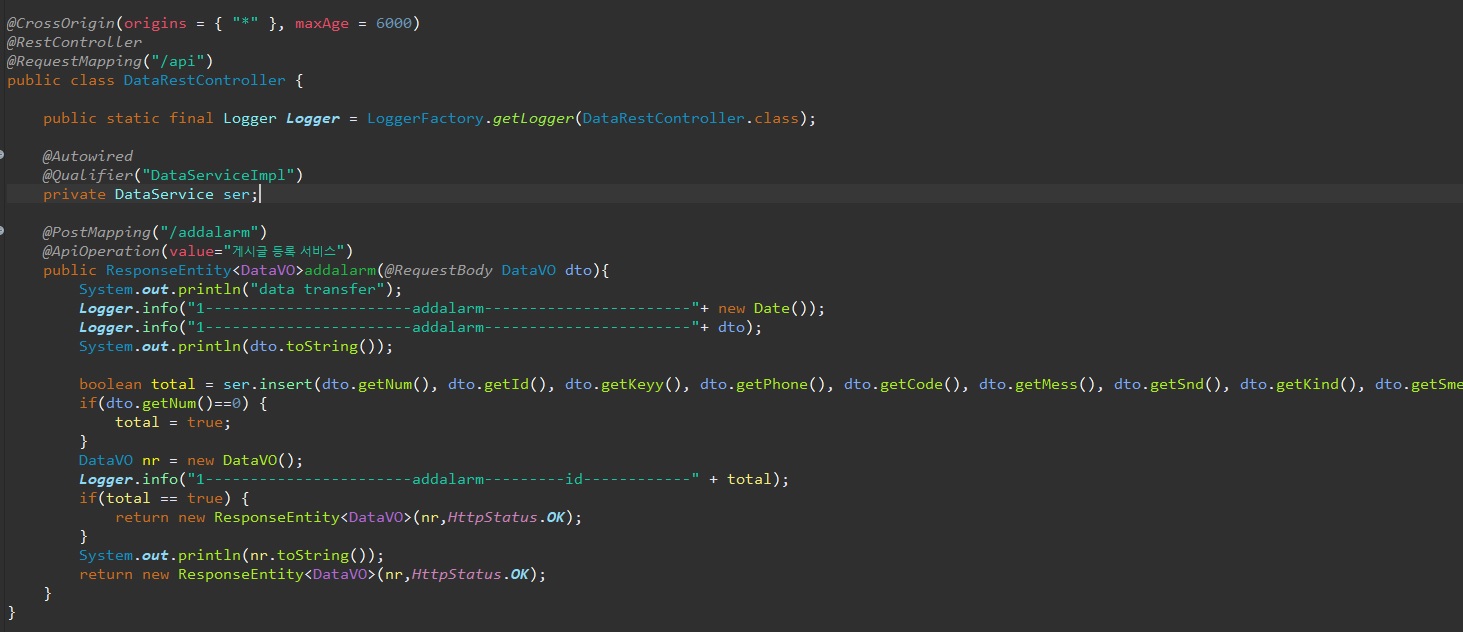 @CrossOrigin(origins = { "*" }, maxAge = 6000)
@RestController
@RequestMapping("/api")
public class DataRestController {
public static final Logger Logger = LoggerFactory.getLogger(DataRestController.class);
@Autowired
@Qualifier("DataServiceImpl")
private DataService ser;
@PostMapping("/addalarm")
@ApiOperation(value="게시글 등록 서비스")
public ResponseEntity<DataVO>addalarm(@RequestBody DataVO dto){
System.out.println("data transfer");
Logger.info("1-----------------------addalarm-----------------------"+ new Date());
Logger.info("1-----------------------addalarm-----------------------"+ dto);
System.out.println(dto.toString());
boolean total = ser.insert(dto.getNum(), dto.getId(), dto.getKeyy(), dto.getPhone(), dto.getCode(), dto.getMess(), dto.getSnd(), dto.getKind(), dto.getSme
if(dto.getNum()==0) {
total = true;
}
DataVO nr = new DataVO();
Logger.info("1-----------------------addalarm---------id------------" + total);
if(total == true) {
return new ResponseEntity<DataVO>(nr,HttpStatus.OK);
}
System.out.println(nr.toString());
return new ResponseEntity<DataVO>(nr,HttpStatus.OK);
}
}